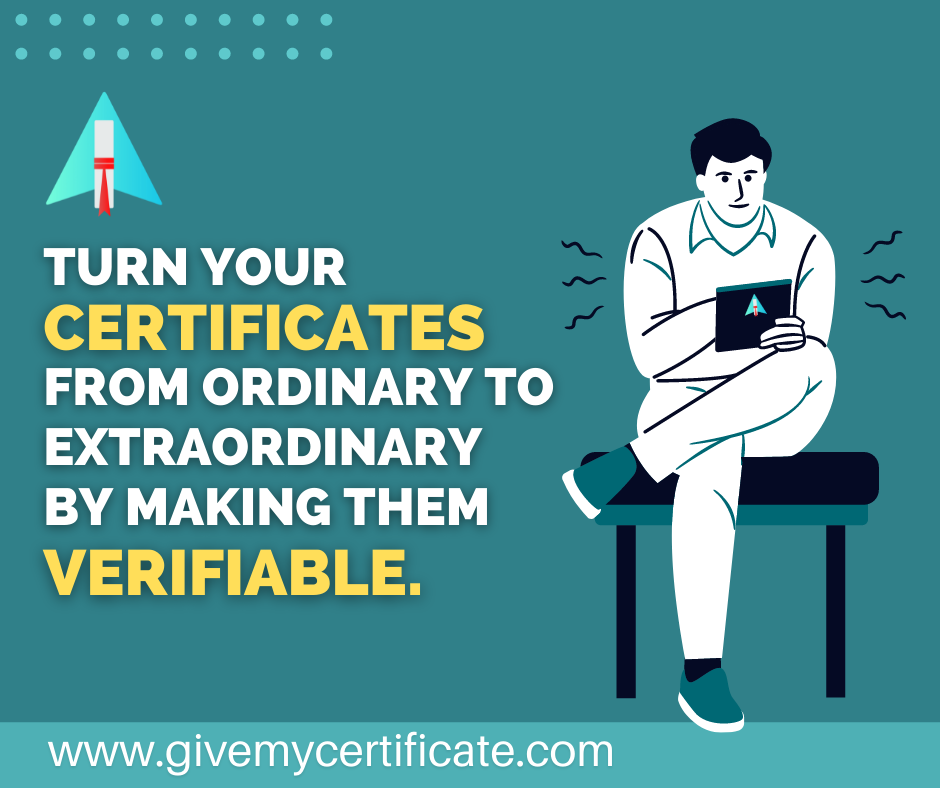 TURN YOUR
CERTIFICATES
FROM ORDINARY TO
EXTRAORDINARY
BY MAKING THEM
VERIFIABLE.
www.givemycertificate.com